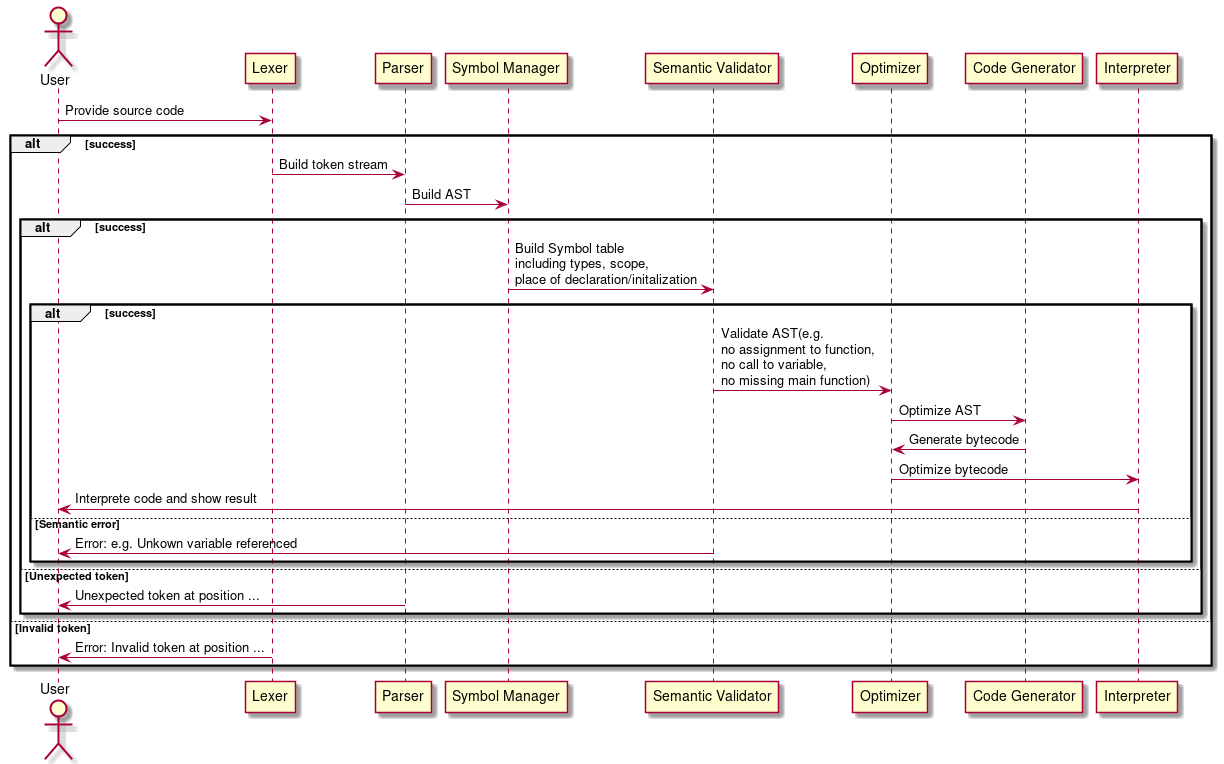 User
Lexer
Parser
Symbol Manager
Semantic Validator
Optimizer
Code Generator
Interpreter
Provide source code
alt
[success]
Build token stream
Build AST
alt
[success]
Build Symbol table
including types, scope,
place of declaration/initalization
alt
[success]
Validate AST(e.g.
no assignment to function,
no call to variable,
no missing main function)
Optimize AST
Generate bytecode
Optimize bytecode
Interprete code and show result
[Semantic error]
Error: e.g. Unkown variable referenced
[Unexpected token]
Unexpected token at position ...
[Invalid token]
Error: Invalid token at position ...
User
Lexer
Parser
Symbol Manager
Semantic Validator
Optimizer
Code Generator
Interpreter